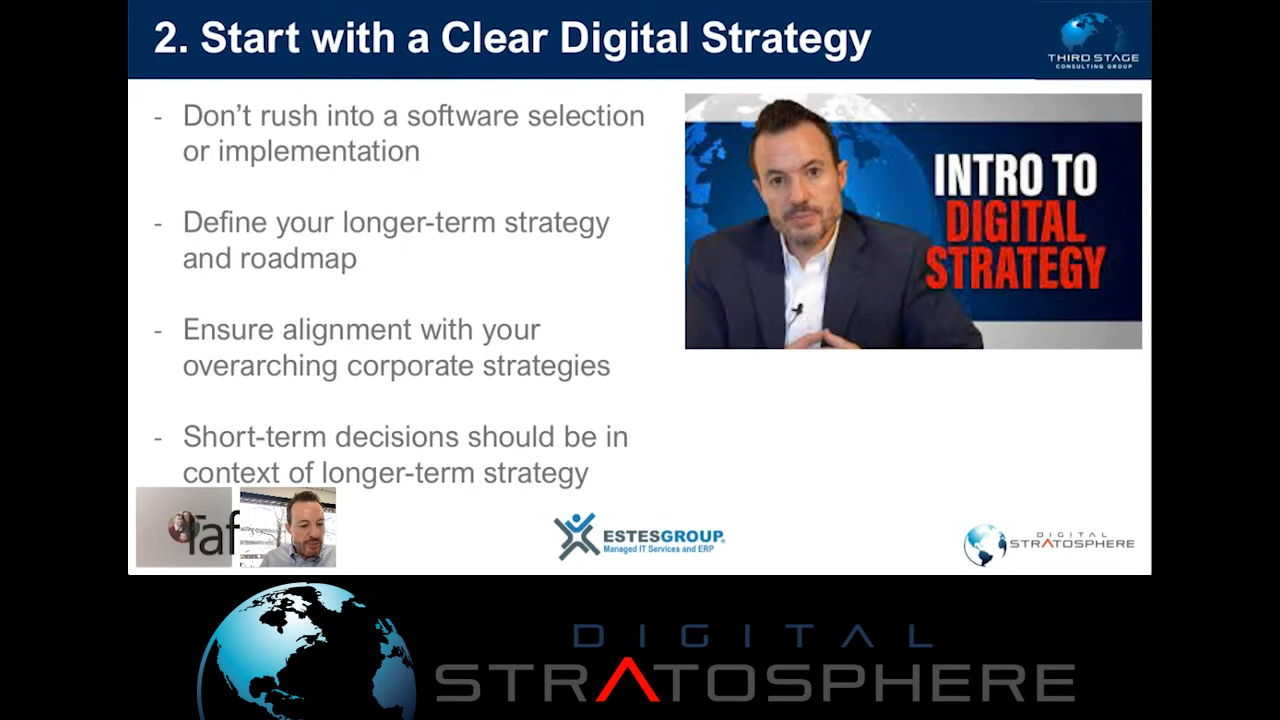 2. Start with a Clear Digital Strategy
THIRD STAGE
CONSULTING GROUP
- Don't rush into a software selection
or implementation
- Define your longer-term strategy
and roadmap
- Ensure alignment with your
overarching corporate strategies
- Short-term decisions should be in
context of longer-term strategy
INTRO TO
DIGITAL
STRATEGY
Taf
ESTESGROUP®
Managed IT Services and ERP
DIGITAL
STRATOSPHERE
DIGITAL
STRATOSPHERE